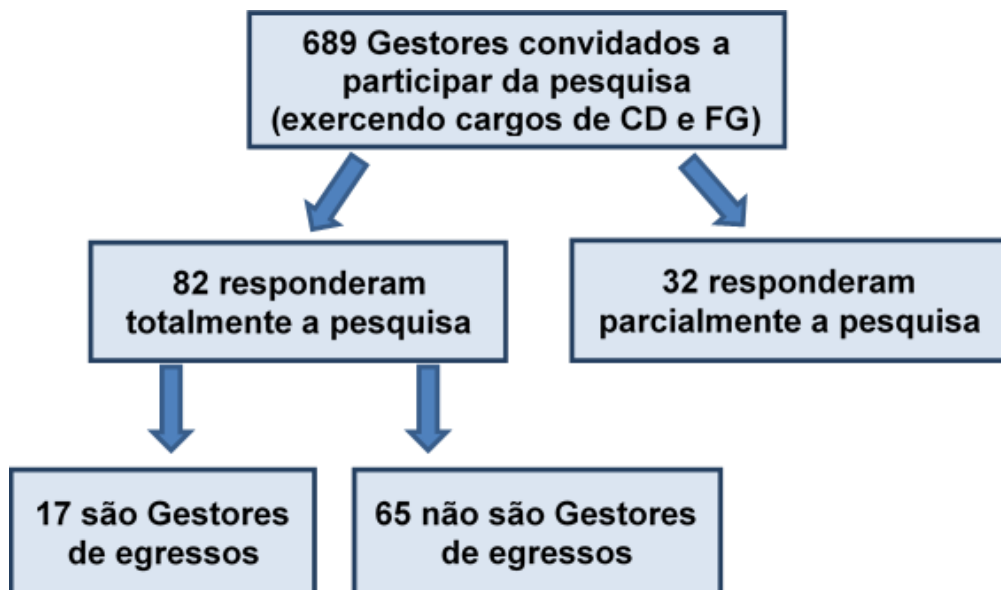 689 Gestores convidados a
participar da pesquisa
(exercendo cargos de CD e FG)
82 responderam
totalmente a pesquisa
32 responderam
parcialmente a pesquisa
17 são Gestores
de egressos
65 não são Gestores
de egressos